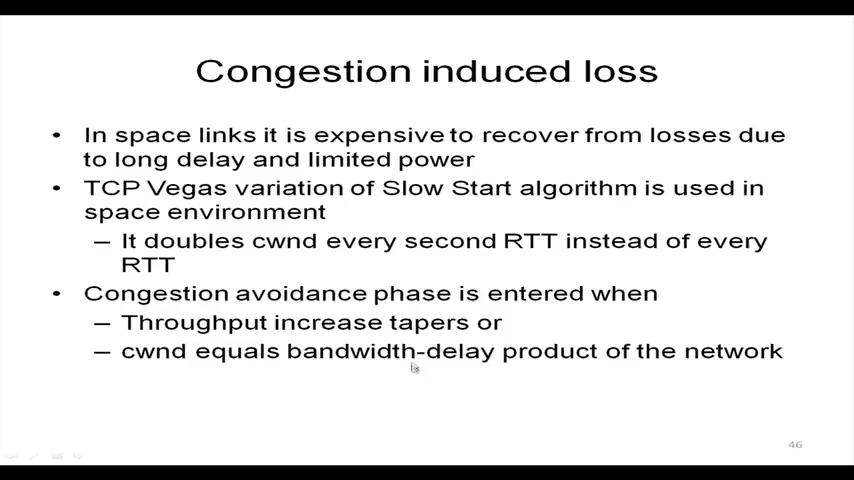 Congestion induced loss
• In space links it is expensive to recover from losses due
to long delay and limited power
• TCP Vegas variation of Slow Start algorithm is used in
space environment
– It doubles cwnd every second RTT instead of every
RTT
• Congestion avoidance phase is entered when
– Throughput increase tapers or
– cwnd equals bandwidth-delay product of the network
46